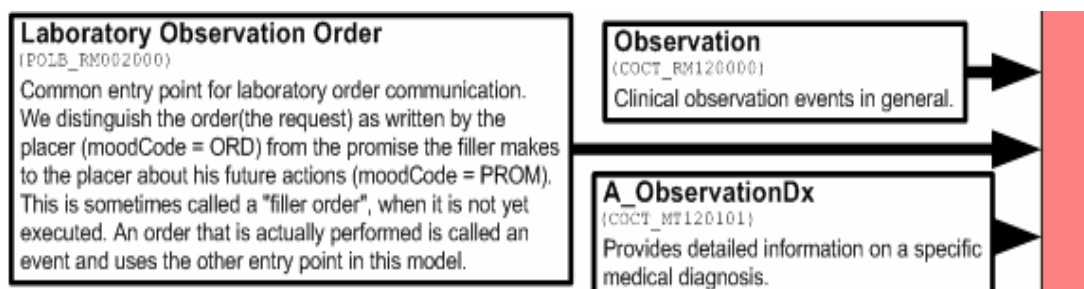 Laboratory Observation Order
(POLB_RM002000)
Common entry point for laboratory order communication.
We distinguish the order(the request) as written by the
placer (moodCode = ORD) from the promise the filler makes
to the placer about his future actions (moodCode = PROM).
This is sometimes called a "filler order", when it is not yet
executed. An order that is actually performed is called an
event and uses the other entry point in this model.
Observation
(COCT_RM120000)
Clinical observation events in general.
A_ObservationDx
(COCT_MT120101)
Provides detailed information on a specific
medical diagnosis.